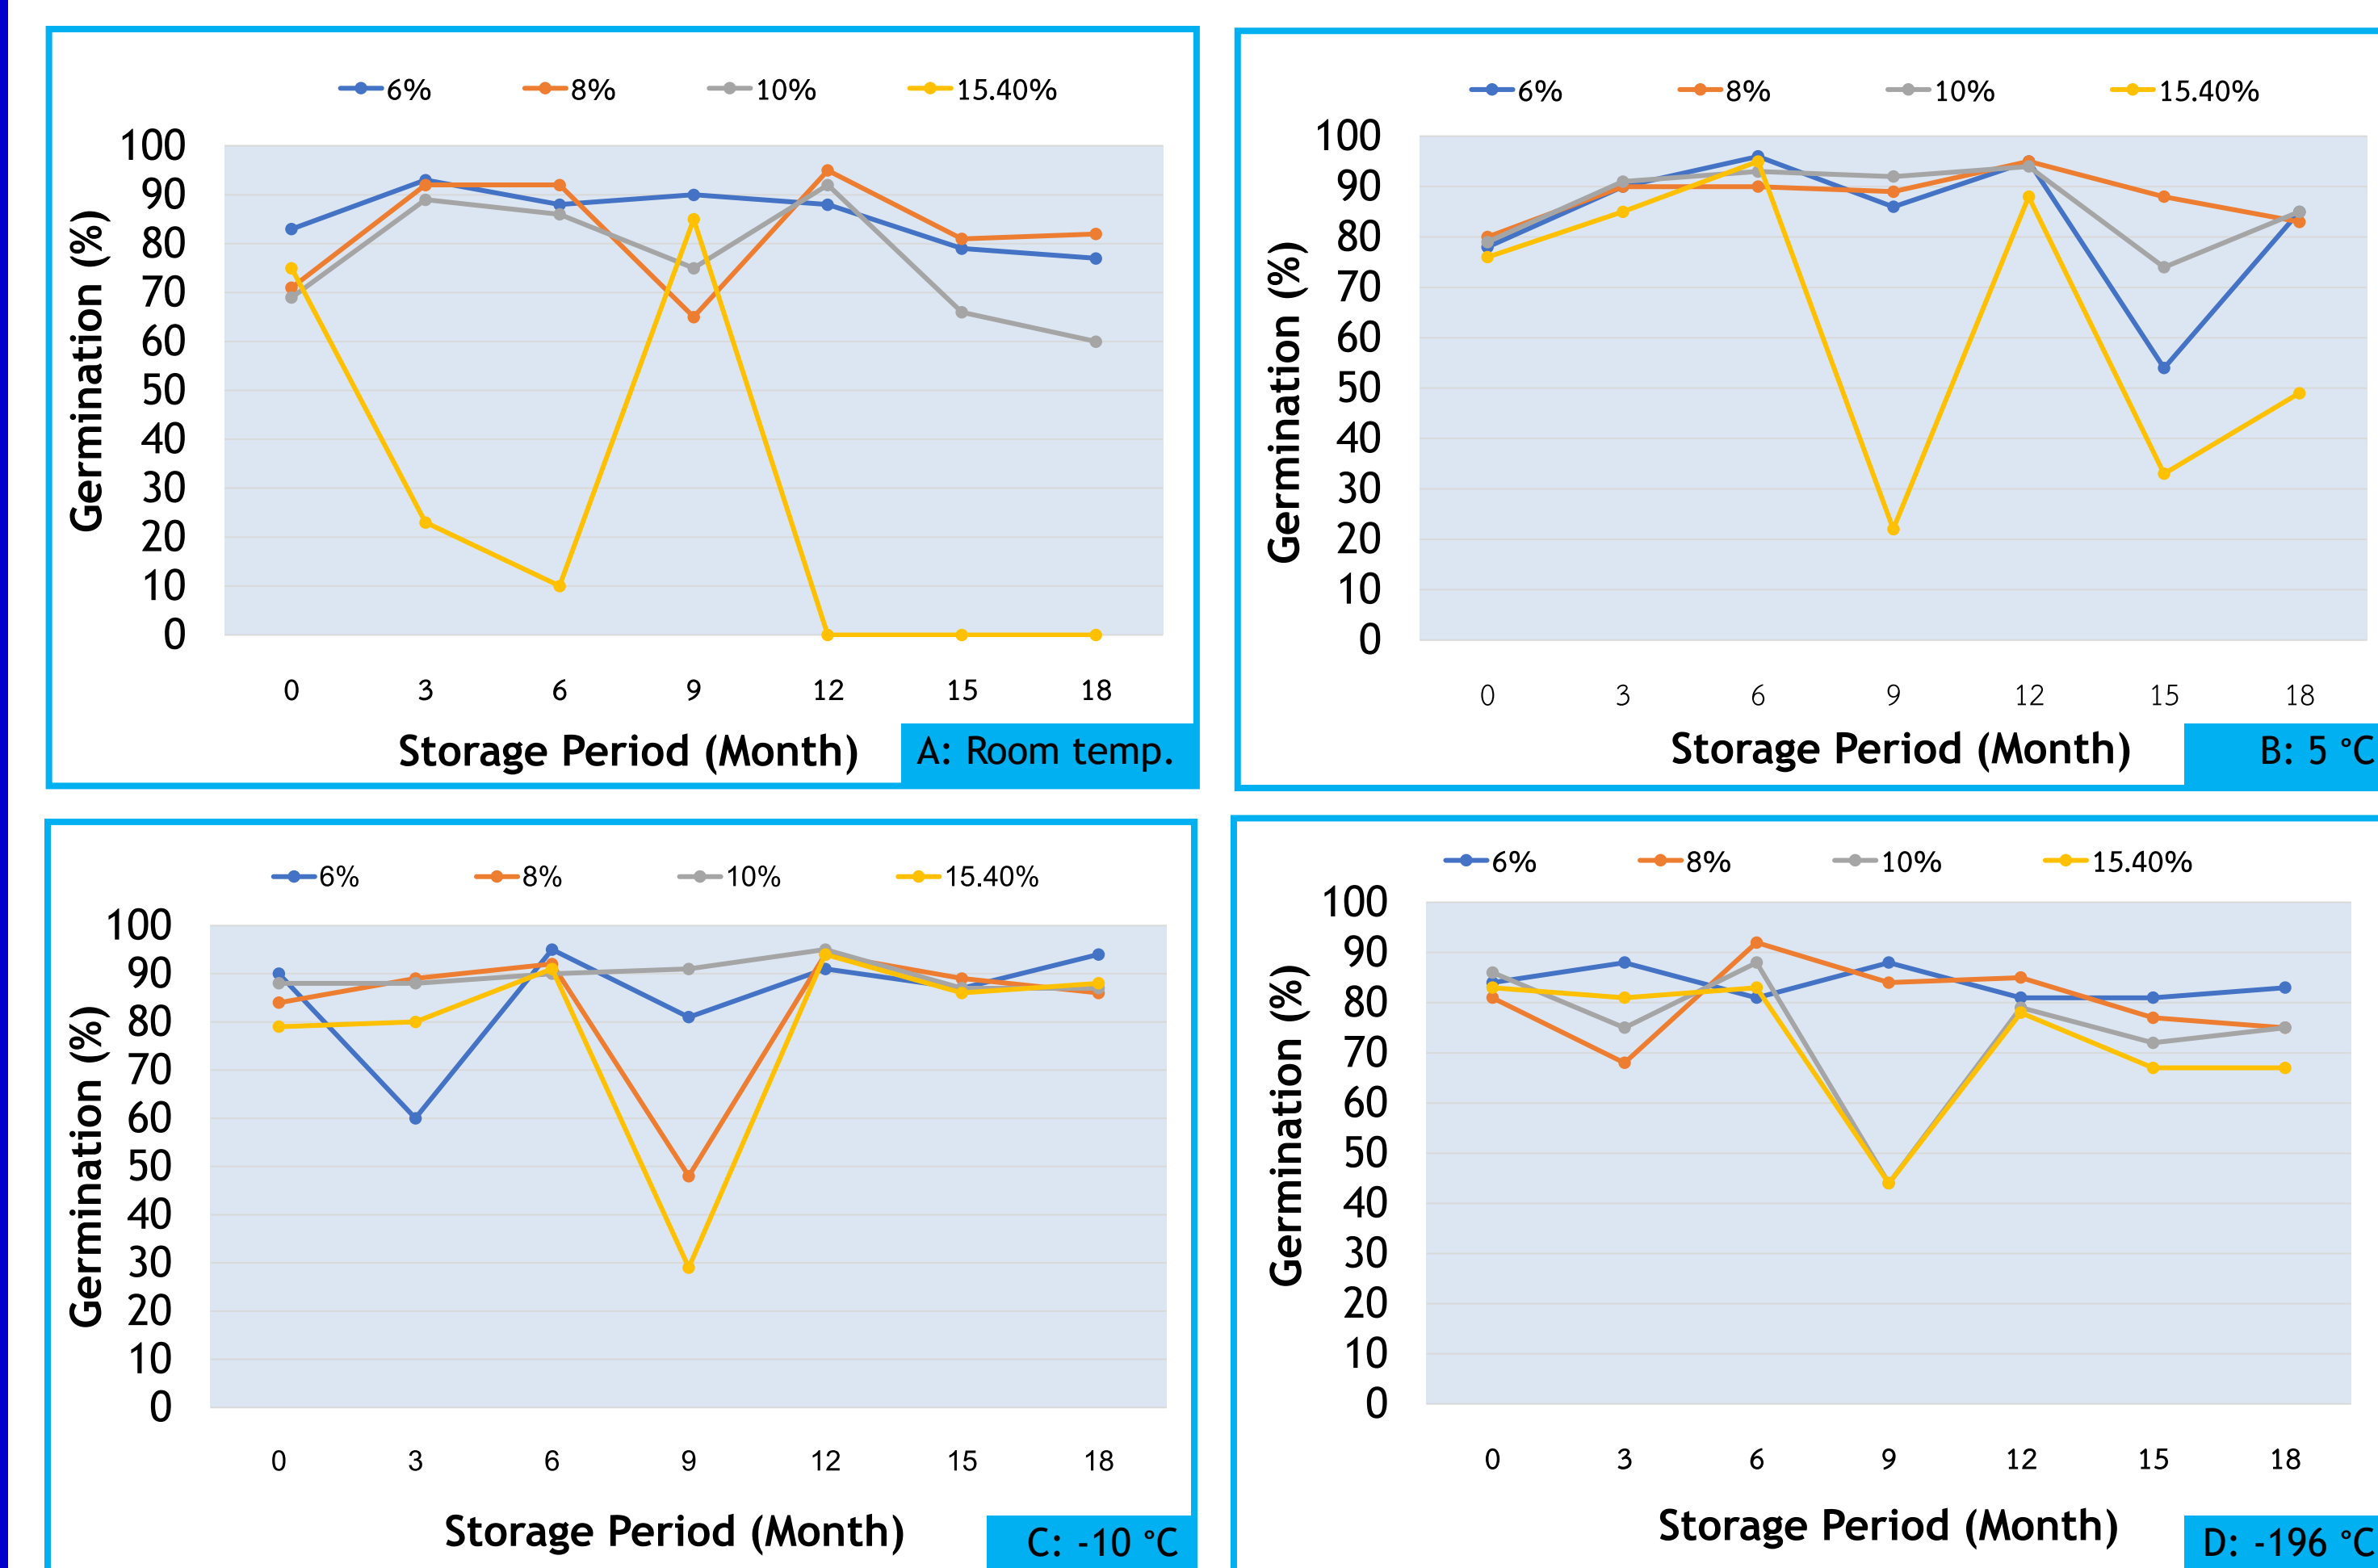 6% 8% 10% 15.40%
100
90
80
70
60
50
40
30
20
10
0
Germination (%)
0 3 6 9 12 15 18
Storage Period (Month)
A: Room temp.
6% 8% 10% 15.40%
100
90
80
70
60
50
40
30
20
10
0
Germination (%)
0 3 6 9 12 15 18
Storage Period (Month)
B: 5 °C
6% 8% 10% 15.40%
100
90
80
70
60
50
40
30
20
10
0
Germination (%)
0 3 6 9 12 15 18
Storage Period (Month)
C: -10 °C
6% 8% 10% 15.40%
100
90
80
70
60
50
40
30
20
10
0
Germination (%)
0 3 6 9 12 15 18
Storage Period (Month)
D: -196 °C